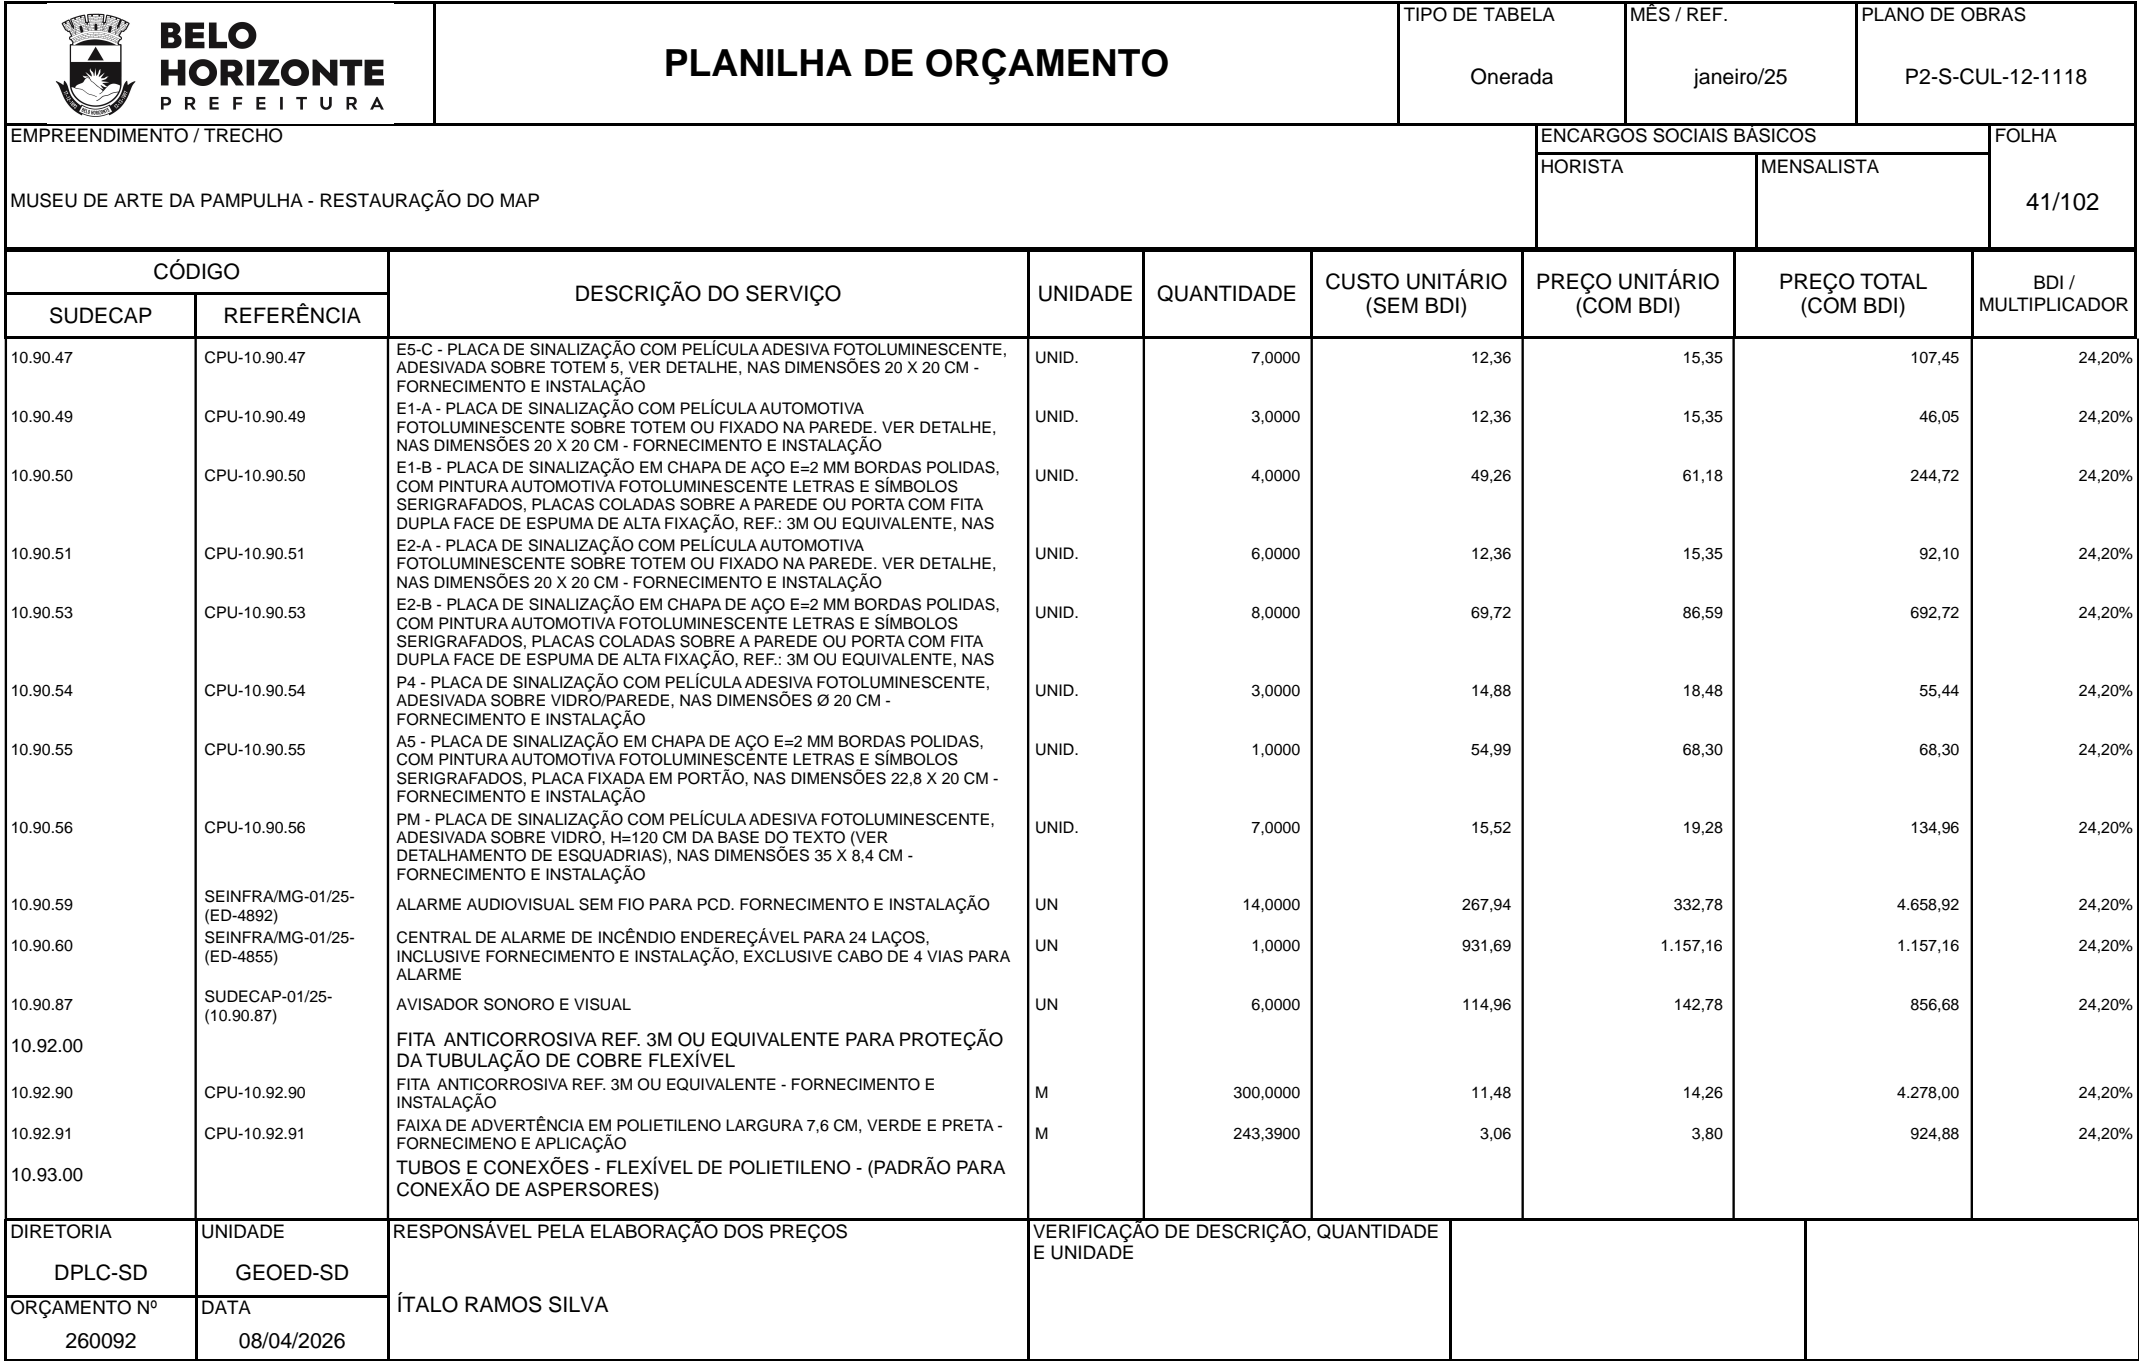 BELO
HORIZONTE
PREFEITURA
PLANILHA DE ORÇAMENTO
TIPO DE TABELA
Onerada
MÊS / REF.
janeiro/25
PLANO DE OBRAS
P2-S-CUL-12-1118
EMPREENDIMENTO / TRECHO
MUSEU DE ARTE DA PAMPULHA - RESTAURAÇÃO DO MAP
ENCARGOS SOCIAIS BÁSICOS
HORISTA
MENSALISTA
FOLHA
41/102
CÓDIGO
SUDECAP REFERÊNCIA
DESCRIÇÃO DO SERVIÇO
UNIDADE
QUANTIDADE
CUSTO UNITÁRIO
(SEM BDI)
PREÇO UNITÁRIO
(COM BDI)
PREÇO TOTAL
(COM BDI)
BDI /
MULTIPLICADOR
10.90.47 CPU-10.90.47 E5-C - PLACA DE SINALIZAÇÃO COM PELÍCULA ADESIVA FOTOLUMINESCENTE, UNID. 7,0000 12,36 15,35 107,45 24,20%
ADESIVADA SOBRE TOTEM 5, VER DETALHE, NAS DIMENSÕES 20 X 20 CM -
FORNECIMENTO E INSTALAÇÃO
10.90.49 CPU-10.90.49 E1-A - PLACA DE SINALIZAÇÃO COM PELÍCULA AUTOMOTIVA UNID. 3,0000 12,36 15,35 46,05 24,20%
FOTOLUMINESCENTE SOBRE TOTEM OU FIXADO NA PAREDE. VER DETALHE,
NAS DIMENSÕES 20 X 20 CM - FORNECIMENTO E INSTALAÇÃO
10.90.50 CPU-10.90.50 E1-B - PLACA DE SINALIZAÇÃO EM CHAPA DE AÇO E=2 MM BORDAS POLIDAS, UNID. 4,0000 49,26 61,18 244,72 24,20%
COM PINTURA AUTOMOTIVA FOTOLUMINESCENTE LETRAS E SÍMBOLOS
SERIGRAFADOS, PLACAS COLADAS SOBRE A PAREDE OU PORTA COM FITA
DUPLA FACE DE ESPUMA DE ALTA FIXAÇÃO, REF.: 3M OU EQUIVALENTE, NAS
10.90.51 CPU-10.90.51 E2-A - PLACA DE SINALIZAÇÃO COM PELÍCULA AUTOMOTIVA UNID. 6,0000 12,36 15,35 92,10 24,20%
FOTOLUMINESCENTE SOBRE TOTEM OU FIXADO NA PAREDE. VER DETALHE,
NAS DIMENSÕES 20 X 20 CM - FORNECIMENTO E INSTALAÇÃO
10.90.53 CPU-10.90.53 E2-B - PLACA DE SINALIZAÇÃO EM CHAPA DE AÇO E=2 MM BORDAS POLIDAS, UNID. 8,0000 69,72 86,59 692,72 24,20%
COM PINTURA AUTOMOTIVA FOTOLUMINESCENTE LETRAS E SÍMBOLOS
SERIGRAFADOS, PLACAS COLADAS SOBRE A PAREDE OU PORTA COM FITA
DUPLA FACE DE ESPUMA DE ALTA FIXAÇÃO, REF.: 3M OU EQUIVALENTE, NAS
10.90.54 CPU-10.90.54 P4 - PLACA DE SINALIZAÇÃO COM PELÍCULA ADESIVA FOTOLUMINESCENTE, UNID. 3,0000 14,88 18,48 55,44 24,20%
ADESIVADA SOBRE VIDRO/PAREDE, NAS DIMENSÕES Ø 20 CM -
FORNECIMENTO E INSTALAÇÃO
10.90.55 CPU-10.90.55 A5 - PLACA DE SINALIZAÇÃO EM CHAPA DE AÇO E=2 MM BORDAS POLIDAS, UNID. 1,0000 54,99 68,30 68,30 24,20%
COM PINTURA AUTOMOTIVA FOTOLUMINESCENTE LETRAS E SÍMBOLOS
SERIGRAFADOS, PLACA FIXADA EM PORTÃO, NAS DIMENSÕES 22,8 X 20 CM -
FORNECIMENTO E INSTALAÇÃO
10.90.56 CPU-10.90.56 PM - PLACA DE SINALIZAÇÃO COM PELÍCULA ADESIVA FOTOLUMINESCENTE, UNID. 7,0000 15,52 19,28 134,96 24,20%
ADESIVADA SOBRE VIDRO, H=120 CM DA BASE DO TEXTO (VER
DETALHAMENTO DE ESQUADRIAS), NAS DIMENSÕES 35 X 8,4 CM -
FORNECIMENTO E INSTALAÇÃO
10.90.59 SEINFRA/MG-01/25- ALARME AUDIOVISUAL SEM FIO PARA PCD. FORNECIMENTO E INSTALAÇÃO UN 14,0000 267,94 332,78 4.658,92 24,20%
(ED-4892)
10.90.60 SEINFRA/MG-01/25- CENTRAL DE ALARME DE INCÊNDIO ENDEREÇÁVEL PARA 24 LAÇOS, UN 1,0000 931,69 1.157,16 1.157,16 24,20%
(ED-4855) INCLUSIVE FORNECIMENTO E INSTALAÇÃO, EXCLUSIVE CABO DE 4 VIAS PARA
ALARME
10.90.87 SUDECAP-01/25- AVISADOR SONORO E VISUAL UN 6,0000 114,96 142,78 856,68 24,20%
(10.90.87)
10.92.00 FITA ANTICORROSIVA REF. 3M OU EQUIVALENTE PARA PROTEÇÃO
DA TUBULAÇÃO DE COBRE FLEXÍVEL
10.92.90 CPU-10.92.90 FITA ANTICORROSIVA REF. 3M OU EQUIVALENTE - FORNECIMENTO E M 300,0000 11,48 14,26 4.278,00 24,20%
INSTALAÇÃO
10.92.91 CPU-10.92.91 FAIXA DE ADVERTÊNCIA EM POLIETILENO LARGURA 7,6 CM, VERDE E PRETA - M 243,3900 3,06 3,80 924,88 24,20%
FORNECIMENO E APLICAÇÃO
10.93.00 TUBOS E CONEXÕES - FLEXÍVEL DE POLIETILENO - (PADRÃO PARA
CONEXÃO DE ASPERSORES)
DIRETORIA
DPLC-SD
UNIDADE
GEOED-SD
RESPONSÁVEL PELA ELABORAÇÃO DOS PREÇOS
ÍTALO RAMOS SILVA
VERIFICAÇÃO DE DESCRIÇÃO, QUANTIDADE
E UNIDADE
ORÇAMENTO Nº
260092
DATA
08/04/2026